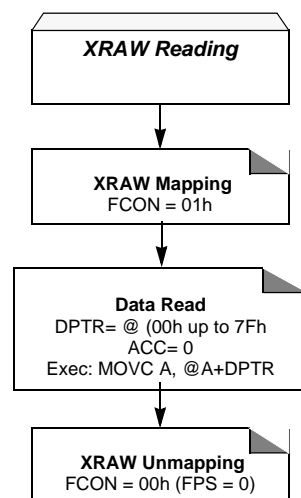 XRAW Reading
XRAW Mapping
FCON = 01h
Data Read
DPTR= @ (00h up to 7Fh
ACC= 0
Exec: MOVC A, @A+DPTR
XRAW Unmapping
FCON = 00h (FPS = 0)